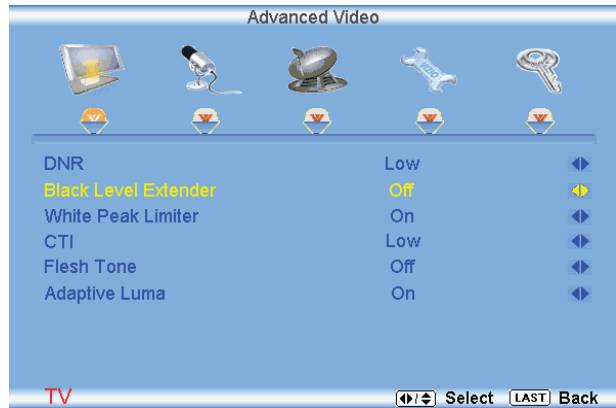 Advanced Video
DNR Low
Black Level Extender Off
White Peak Limiter On
CTI Low
Flesh Tone Off
Adaptive Luma On
TV Select LAST Back